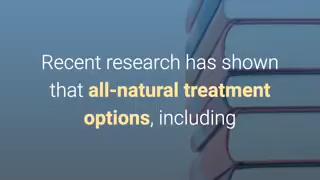 Recent research has shown
that all-natural treatment
options, including